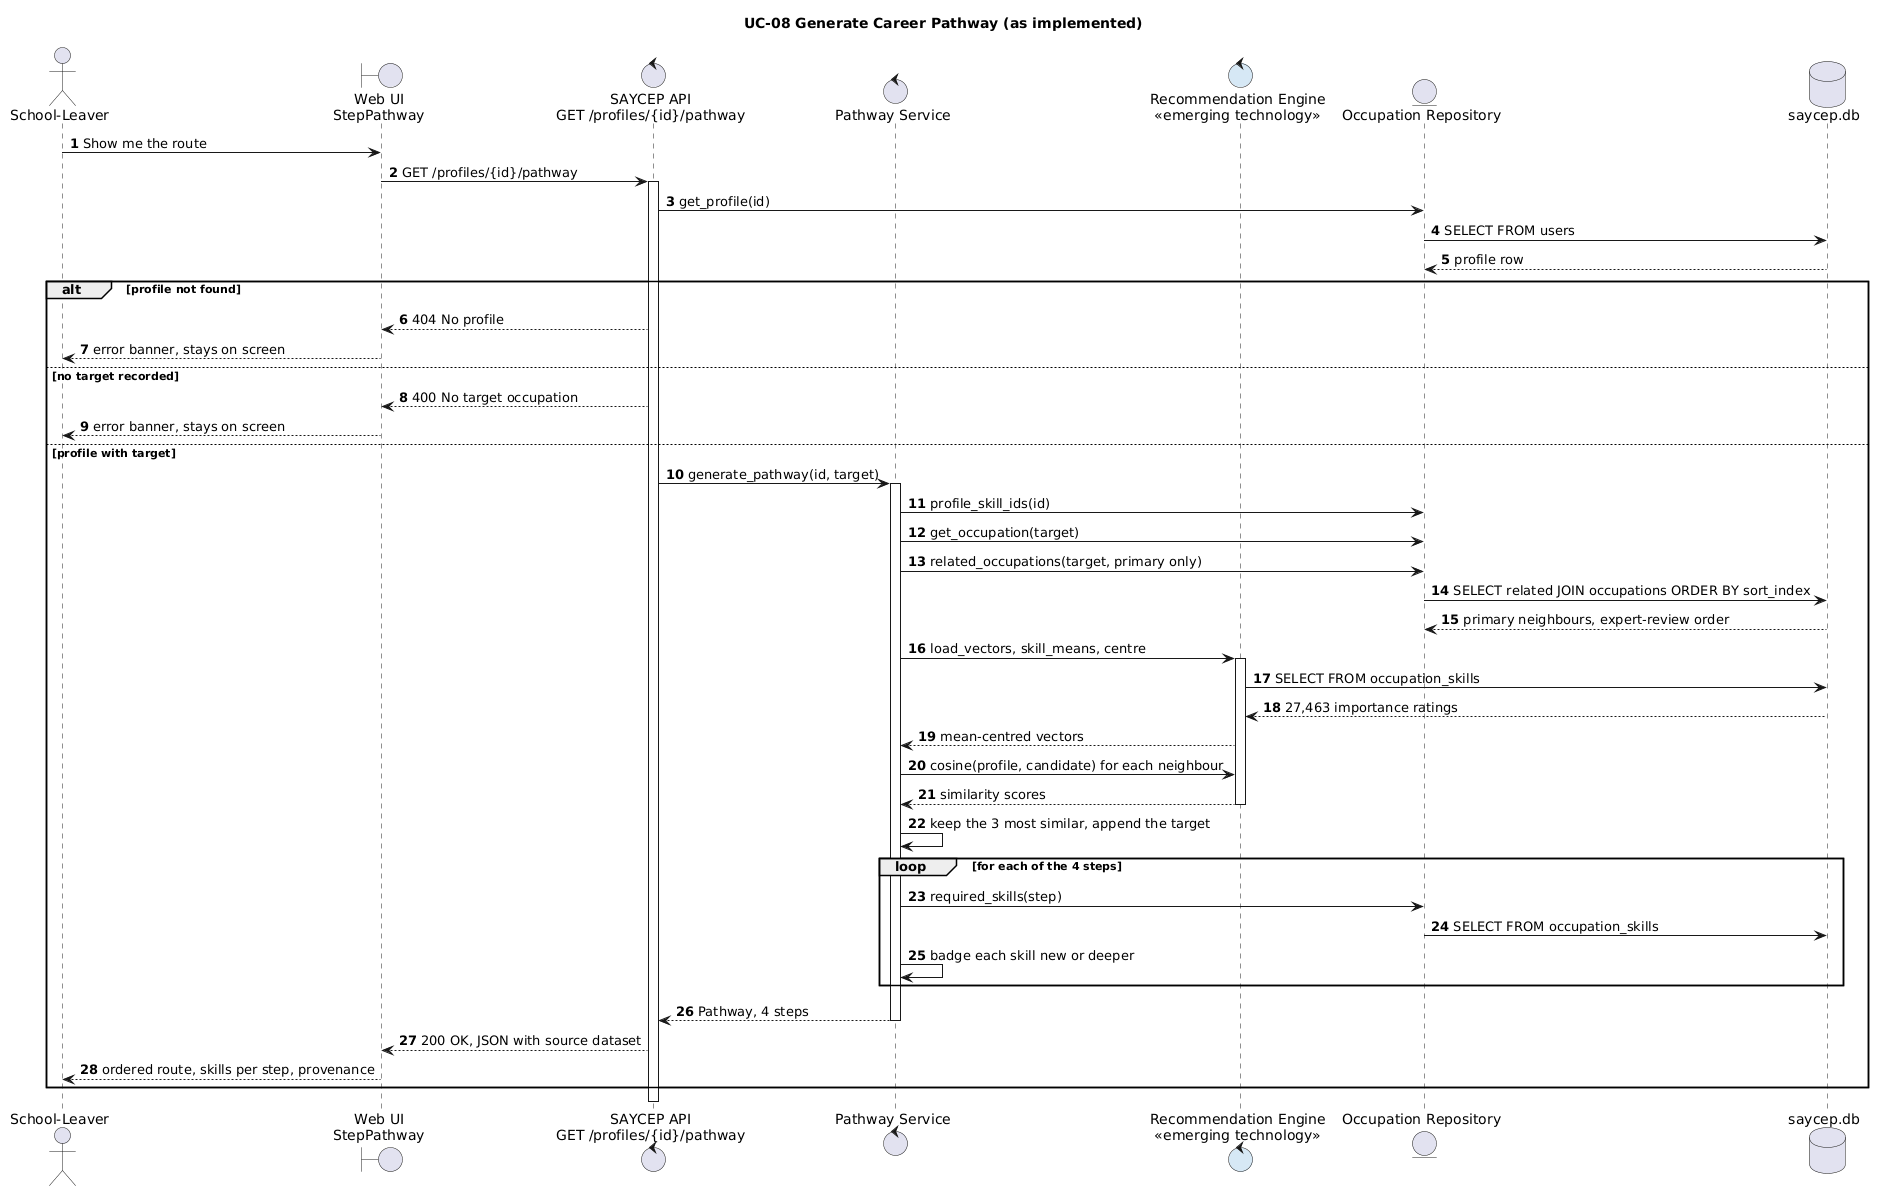 UC-08 Generate Career Pathway (as implemented)
School-Leaver
Web UI
StepPathway
SAYCEP API
GET /profiles/{id}/pathway
Pathway Service
Recommendation Engine
«emerging technology»
Occupation Repository
saycep.db
1 Show me the route
2 GET /profiles/{id}/pathway
3 get_profile(id)
4 SELECT FROM users
5 profile row
alt [profile not found]
6 404 No profile
7 error banner, stays on screen
[no target recorded]
8 400 No target occupation
9 error banner, stays on screen
[profile with target]
10 generate_pathway(id, target)
11 profile_skill_ids(id)
12 get_occupation(target)
13 related_occupations(target, primary only)
14 SELECT related JOIN occupations ORDER BY sort_index
15 primary neighbours, expert-review order
16 load_vectors, skill_means, centre
17 SELECT FROM occupation_skills
18 27,463 importance ratings
19 mean-centred vectors
20 cosine(profile, candidate) for each neighbour
21 similarity scores
22 keep the 3 most similar, append the target
loop [for each of the 4 steps]
23 required_skills(step)
24 SELECT FROM occupation_skills
25 badge each skill new or deeper
26 Pathway, 4 steps
27 200 OK, JSON with source dataset
28 ordered route, skills per step, provenance
School-Leaver
Web UI
StepPathway
SAYCEP API
GET /profiles/{id}/pathway
Pathway Service
Recommendation Engine
«emerging technology»
Occupation Repository
saycep.db